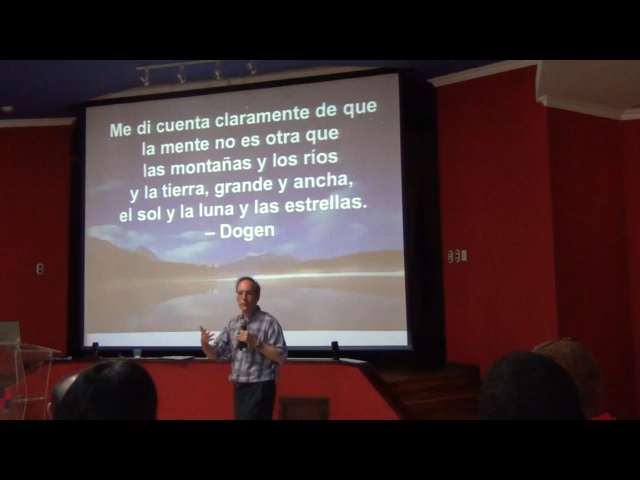 Me di cuenta claramente de que
la mente no es otra que
las montañas y los ríos
y la tierra, grande y ancha,
el sol y la luna y las estrellas.
– Dogen